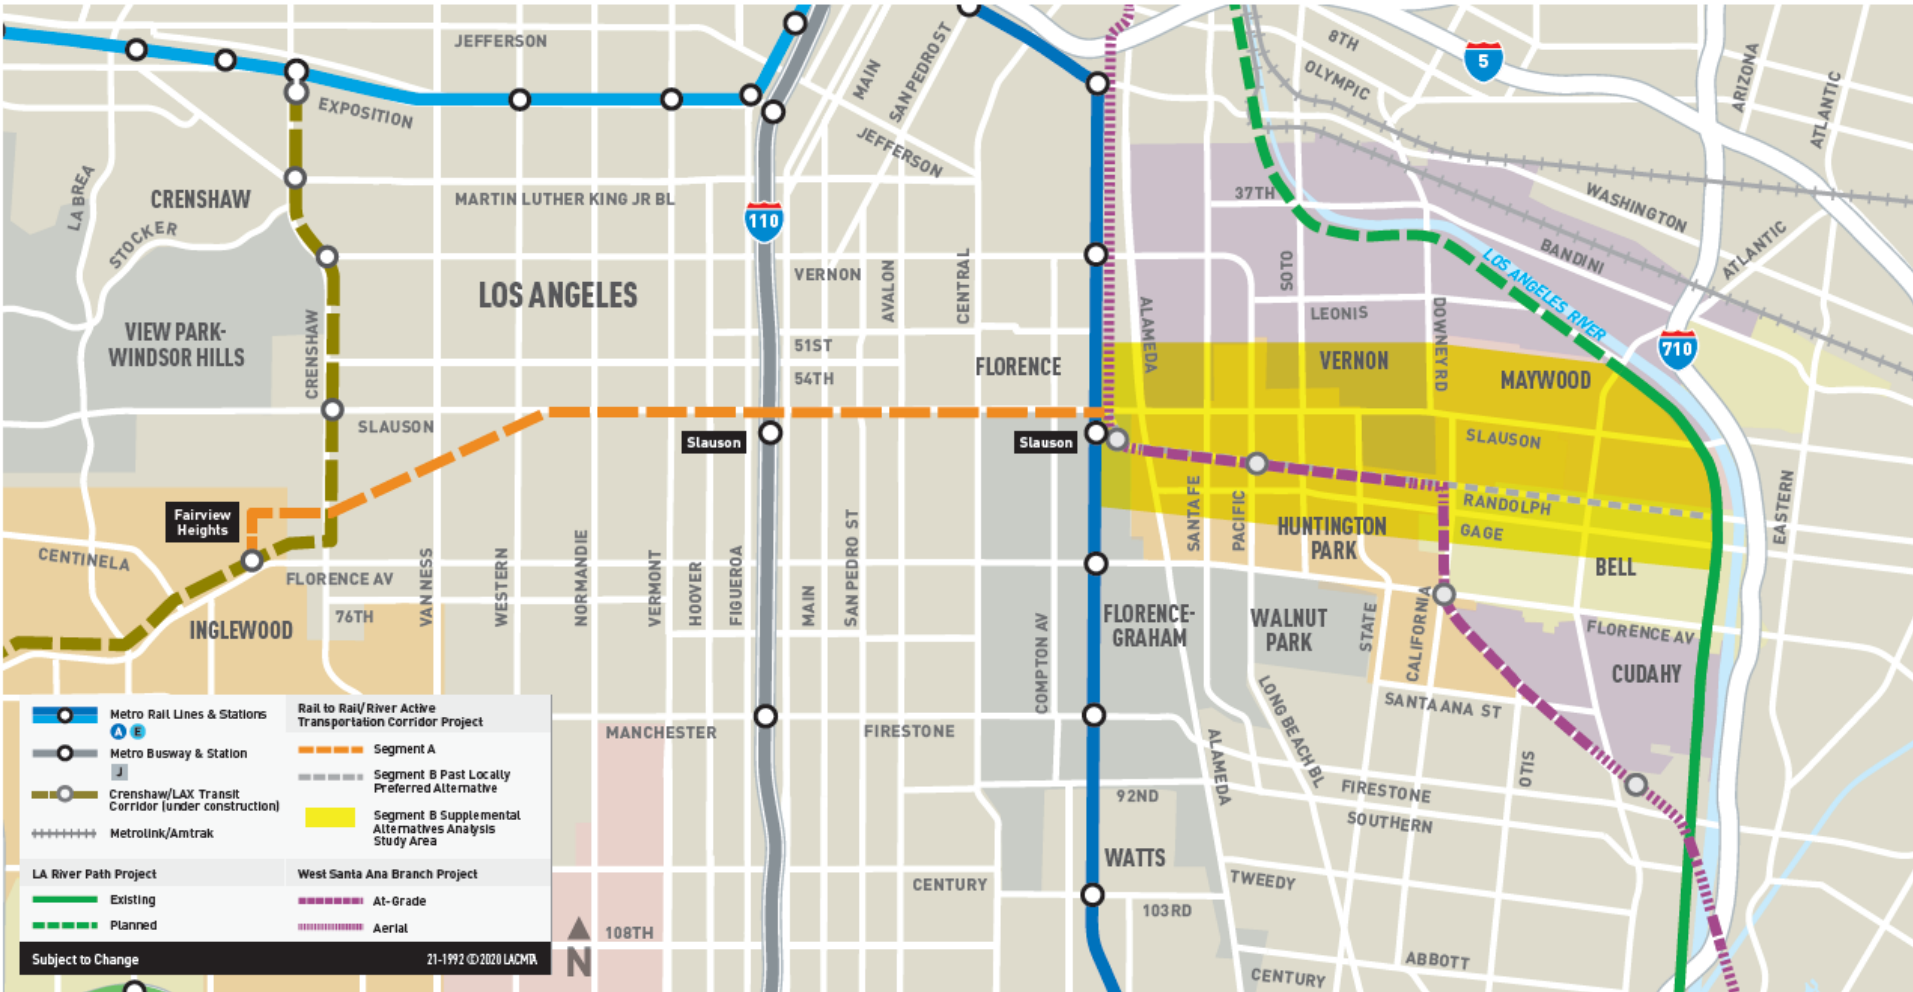 JEFFERSON
MAIN
SAN PEDRO ST
8TH
OLYMPIC
5
ARIZONA
ATLANTIC
EXPOSITION
JEFFERSON
LA BREA
CRENSHAW
STOCKER
MARTIN LUTHER KING JR BL
110
37TH
WASHINGTON
BANDINI
ATLANTIC
LOS ANGELES RIVER
LOS ANGELES
VERNON
AVALON
CENTRAL
SOTO
ALAMEDA
LEONIS
DOWNEY RD
VIEW PARK-
WINDSOR HILLS
CRENSHAW
51ST
54TH
FLORENCE
VERNON
MAYWOOD
710
SLAUSON
Slauson
Slauson
SLAUSON
EASTERN
Fairview
Heights
SANTA FE
PACIFIC
RANDOLPH
GAGE
HUNTINGTON
PARK
BELL
CENTINELA
FLORENCE AV
76TH
INGLEWOOD
VAN NESS
WESTERN
NORMANDIE
VERMONT
HOOVER
FIGUEROA
MAIN
SAN PEDRO ST
COMPTON AV
FLORENCE-
GRAHAM
WALNUT
PARK
STATE
CALIFORNIA
FLORENCE AV
CUDAHY
SANTA ANA ST
LONG BEACH BL
ALAMEDA
OTIS
MANCHESTER
FIRESTONE
92ND
FIRESTONE
SOUTHERN
WATTS
CENTURY
TWEEDY
103RD
108TH
ABBOTT
CENTURY
N
Metro Rail Lines & Stations
A E
Metro Busway & Station
J
Crenshaw/LAX Transit
Corridor (under construction)
Metrolink/Amtrak
LA River Path Project
Existing
Planned
Rail to Rail/River Active
Transportation Corridor Project
Segment A
Segment B Past Locally
Preferred Alternative
Segment B Supplemental
Alternatives Analysis
Study Area
West Santa Ana Branch Project
At-Grade
Aerial
Subject to Change
21-1992 ©2020 LACMTA